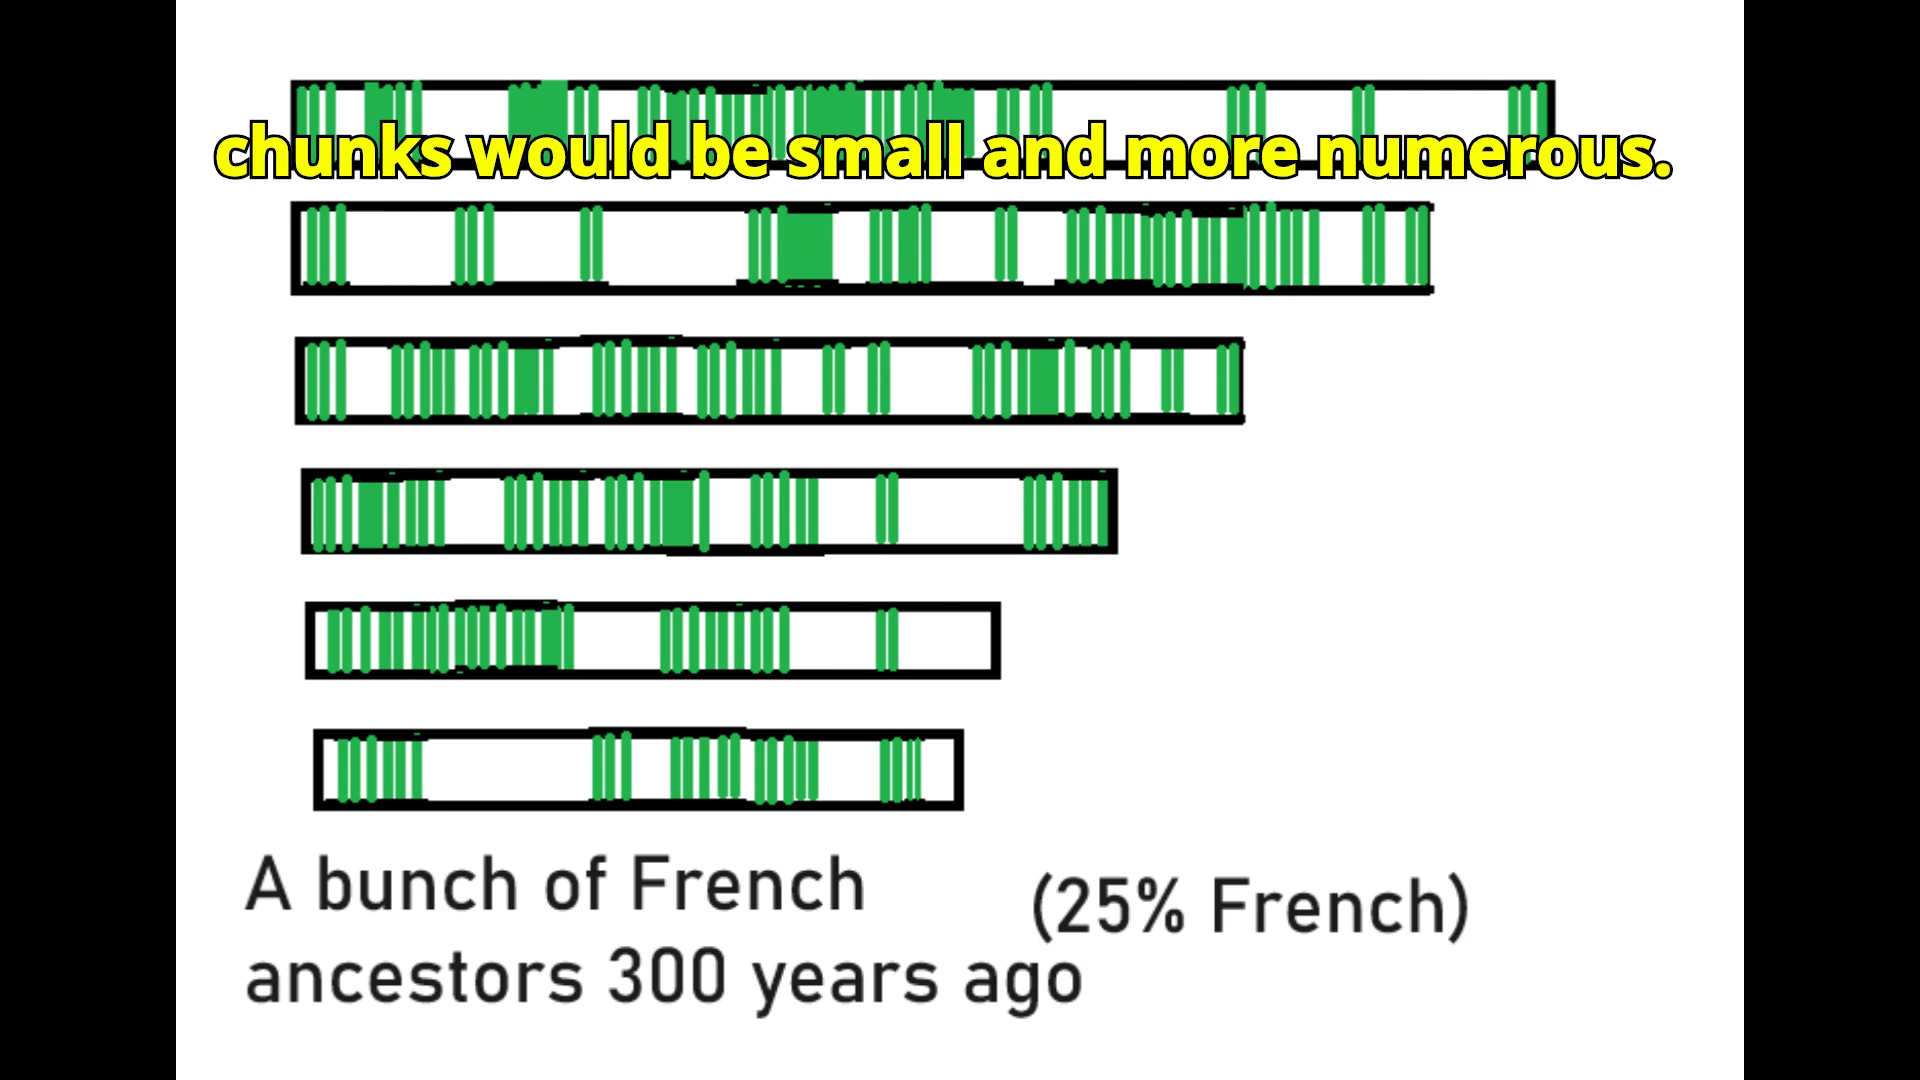 chunks would be small and more numerous.
A bunch of French
ancestors 300 years ago
(25% French)